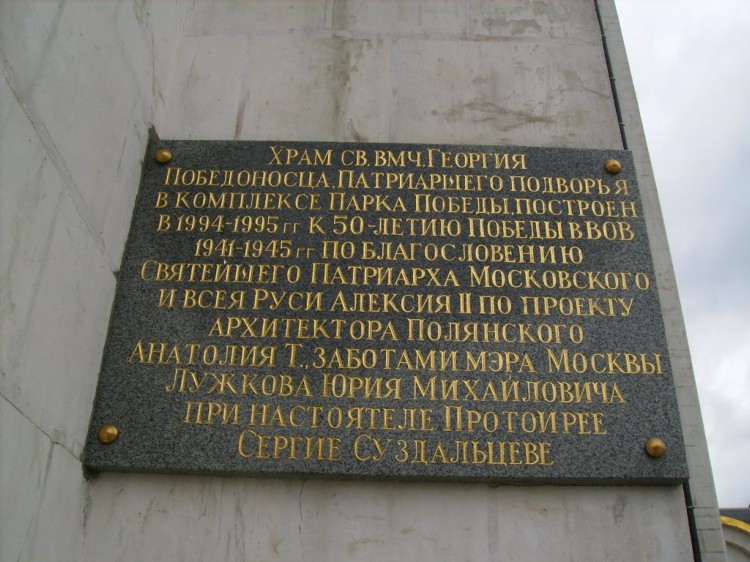 ХРАМ СВ. ВМЧ. ГЕОРГИЯ
ПОБЕДОНОСЦА, ПАТРИАРШЕГО ПОДВОРЬЯ
В КОМПЛЕКСЕ ПАРКА ПОБЕДЫ, ПОСТРОЕН
В 1994-1995 гг К 50-ЛЕТИЮ ПОБЕДЫ В ВОВ
1941-1945 гг ПО БЛАГОСЛОВЕНИЮ
СВЯТЕЙШЕГО ПАТРИАРХА МОСКОВСКОГО
И ВСЕЯ РУСИ АЛЕКСИЯ II ПО ПРОЕКТУ
АРХИТЕКТОРА ПОЛЯНСКОГО
АНАТОЛИЯ Т., ЗАБОТАМИ МЭРА МОСКВЫ
ЛУЖКОВА ЮРИЯ МИХАЙЛОВИЧА
ПРИ НАСТОЯТЕЛЕ ПРОТОИРЕЕ
СЕРГИЕ СУЗДАЛЬЦЕВЕ